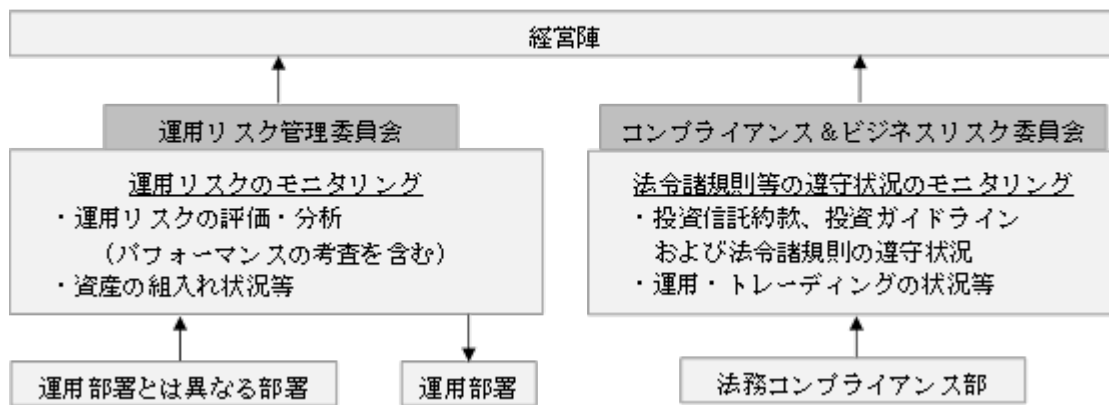 経営陣
運用リスク管理委員会
運用リスクのモニタリング
・運用リスクの評価・分析
（パフォーマンスの考査を含む）
・資産の組入れ状況等
コンプライアンス＆ビジネスリスク委員会
法令諸規則等の遵守状況のモニタリング
・投資信託約款、投資ガイドライン
および法令諸規則の遵守状況
・運用・トレーディングの状況等
運用部署とは異なる部署
運用部署
法務コンプライアンス部